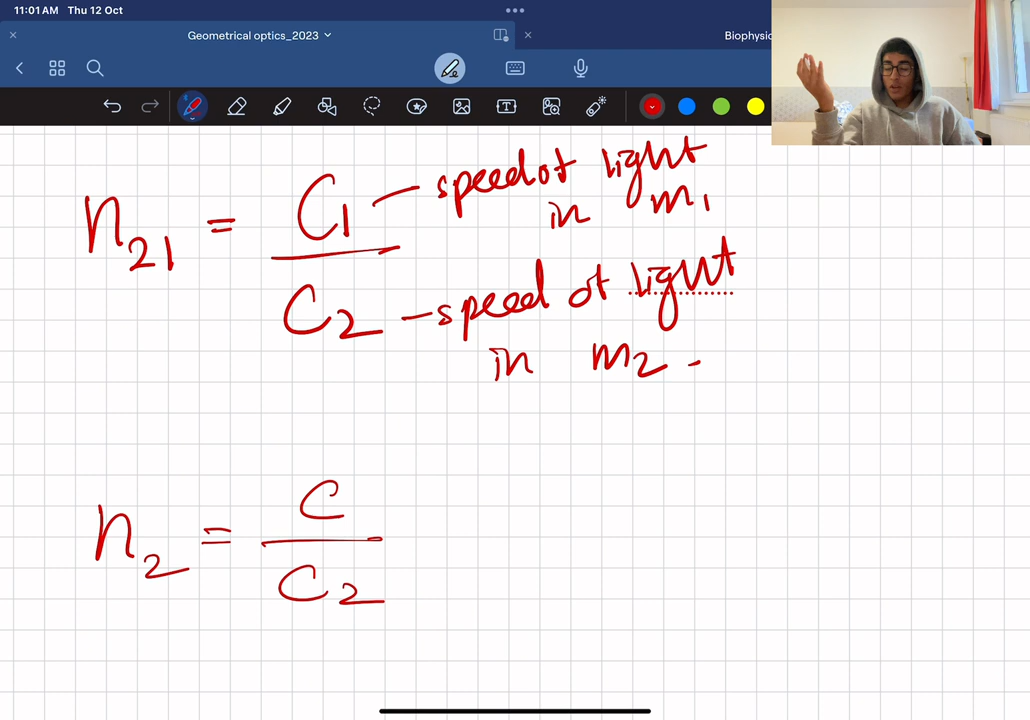 11:01 AM Thu 12 Oct
Geometrical optics_2023
Biophysic
n21 = C1 — speed of light
in m1
C2 — speed of light
in m2.
n2 = C
C2